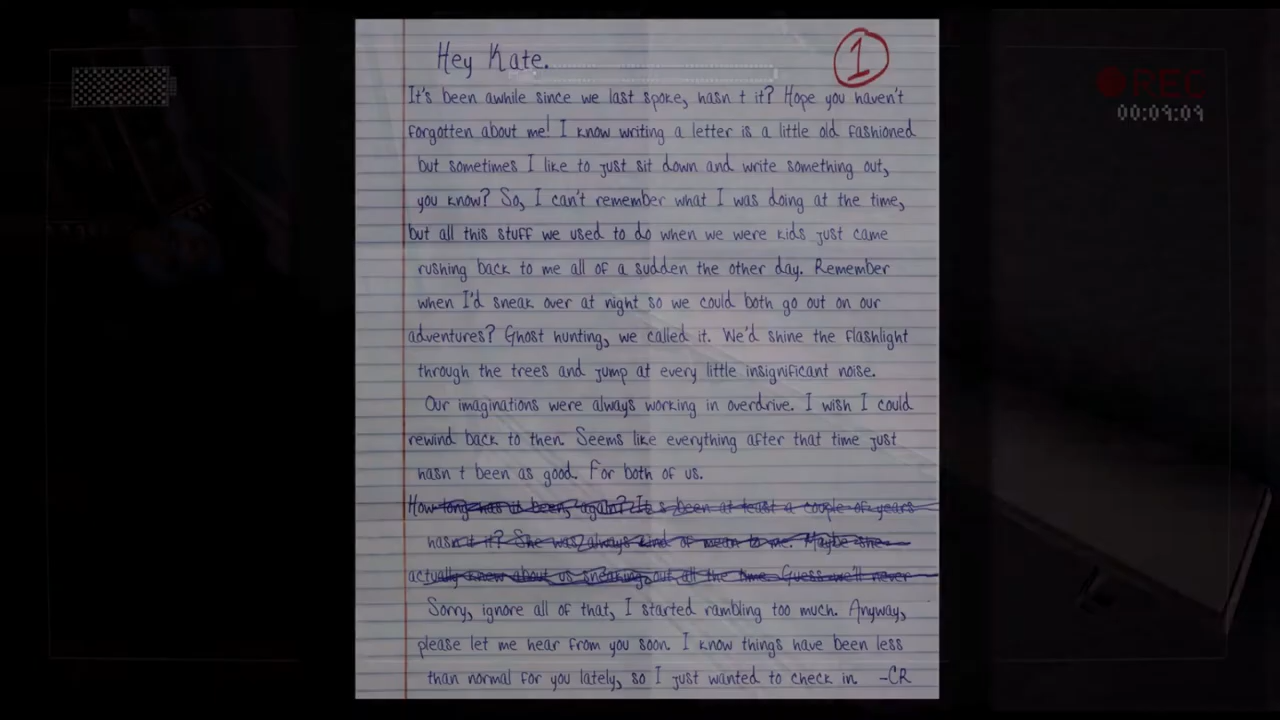 Hey Kate.
1
REC
00:09:09
It's been awhile since we last spoke, hasn t it? Hope you haven't
forgotten about me! I know writing a letter is a little old fashioned
but sometimes I like to just sit down and write something out,
you know? So, I can't remember what I was doing at the time,
but all this stuff we used to do when we were kids just came
rushing back to me all of a sudden the other day. Remember
when I'd sneak over at night so we could both go out on our
adventures? Ghost hunting, we called it. We'd shine the flashlight
through the trees and jump at every little insignificant noise.
Our imaginations were always working in overdrive. I wish I could
rewind back to then. Seems like everything after that time just
hasn t been as good. For both of us.
How long has it been, again? It s been at least a couple of years
hasn t it? She was always kind of mean to me. Maybe she
actually knew about us sneaking out all the time. Guess we'll never
Sorry, ignore all of that, I started rambling too much. Anyway,
please let me hear from you soon. I know things have been less
than normal for you lately, so I just wanted to check in. -CR